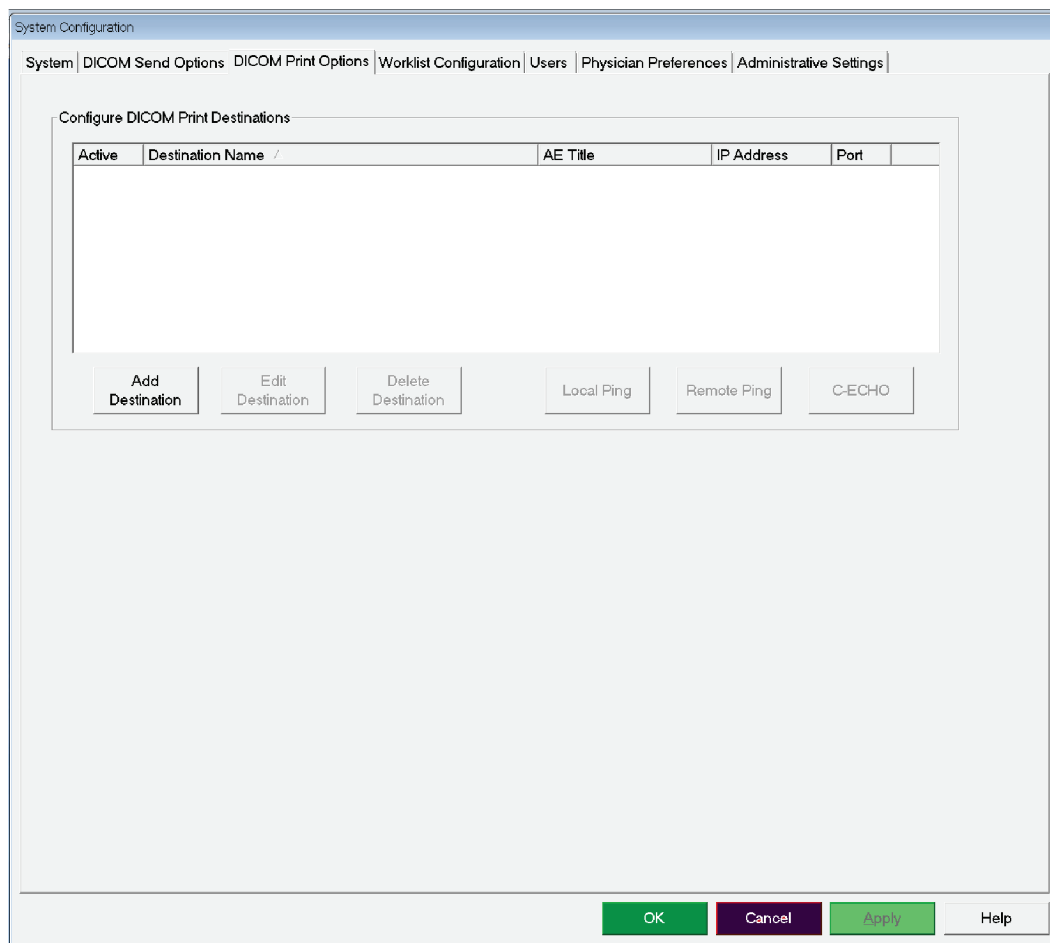 System Configuration
System DICOM Send Options DICOM Print Options Worklist Configuration Users Physician Preferences Administrative Settings
Configure DICOM Print Destinations
Active Destination Name / AE Title IP Address Port
Add Destination Edit Destination Delete Destination Local Ping Remote Ping C-ECHO
OK Cancel Apply Help